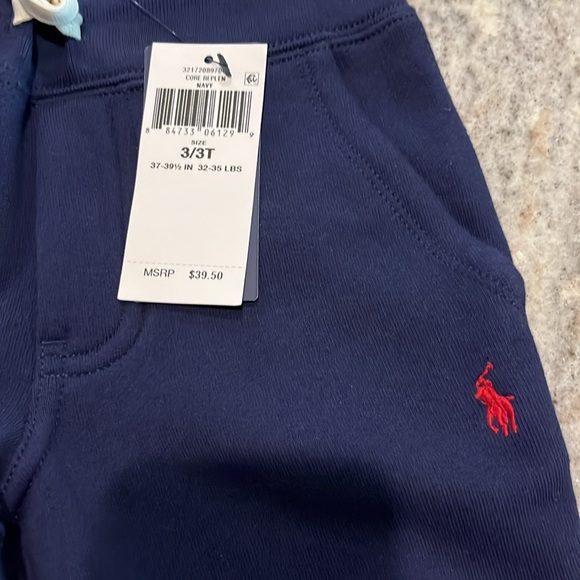 CORE REPLEN
NAVY
8 84733 06129 9
SIZE
3/3T
37-39½ IN 32-35 LBS
MSRP $39.50